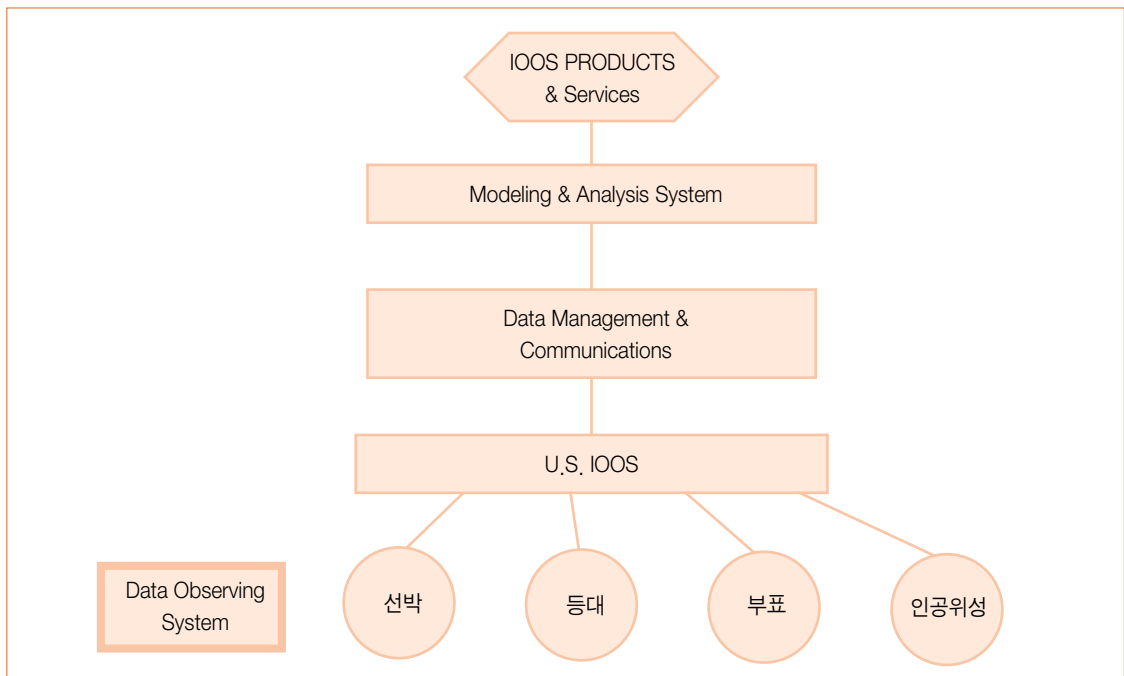 IOOS PRODUCTS
& Services
Modeling & Analysis System
Data Management &
Communications
U.S. IOOS
Data Observing
System
선박
등대
부표
인공위성